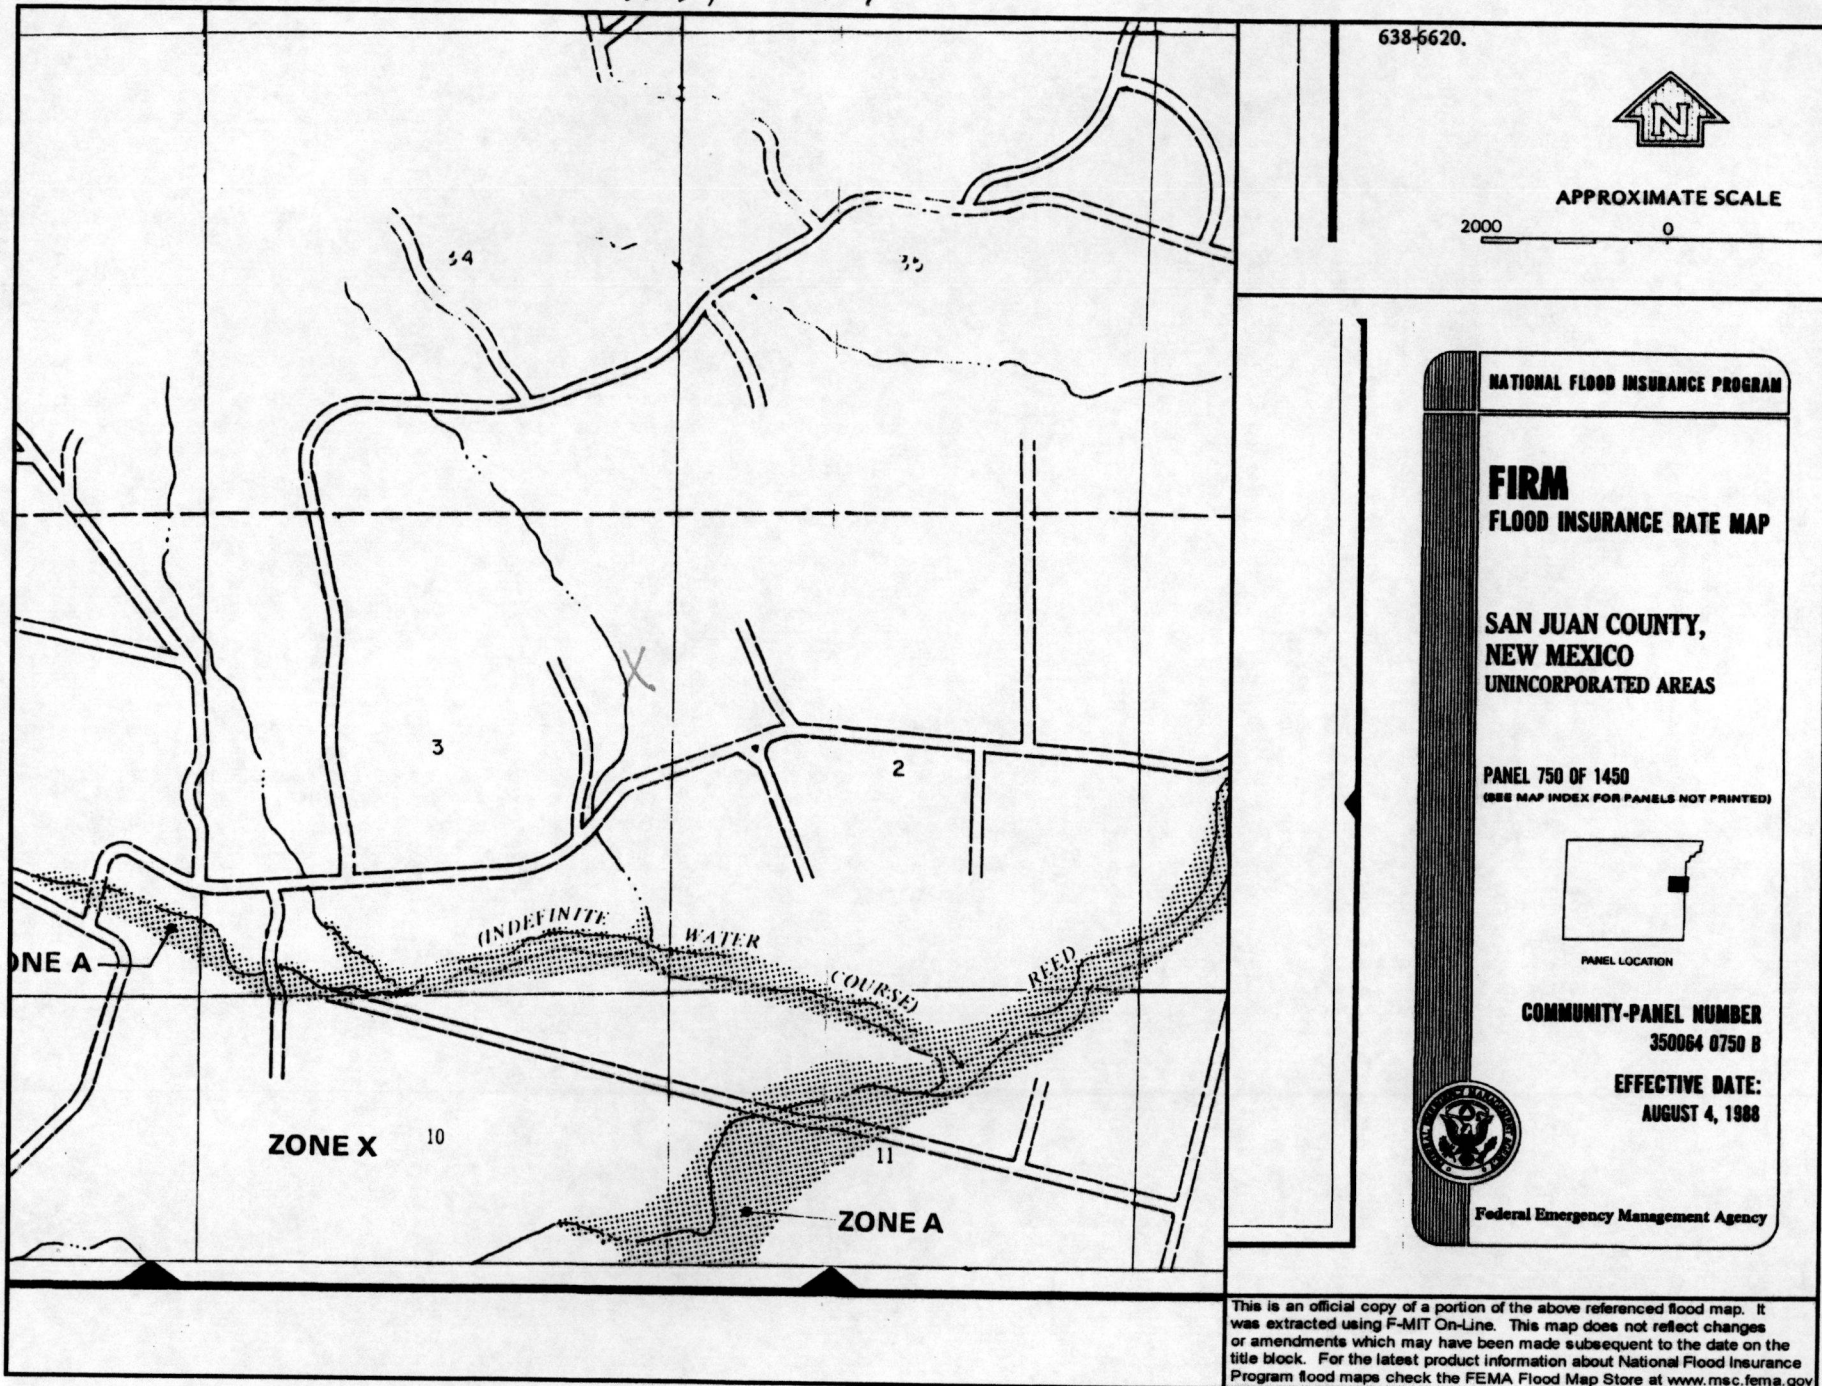 638-6620.
N
APPROXIMATE SCALE
2000 0
34
35
3
2
(INDEFINITE WATER COURSE)
REED
ZONE A
ZONE X
10
11
ZONE A
X
NATIONAL FLOOD INSURANCE PROGRAM
FIRM
FLOOD INSURANCE RATE MAP
SAN JUAN COUNTY,
NEW MEXICO
UNINCORPORATED AREAS
PANEL 750 OF 1450
(SEE MAP INDEX FOR PANELS NOT PRINTED)
PANEL LOCATION
COMMUNITY-PANEL NUMBER
350064 0750 B
EFFECTIVE DATE:
AUGUST 4, 1988
Federal Emergency Management Agency
This is an official copy of a portion of the above referenced flood map. It
was extracted using F-MIT On-Line. This map does not reflect changes
or amendments which may have been made subsequent to the date on the
title block. For the latest product information about National Flood Insurance
Program flood maps check the FEMA Flood Map Store at www.msc.fema.gov